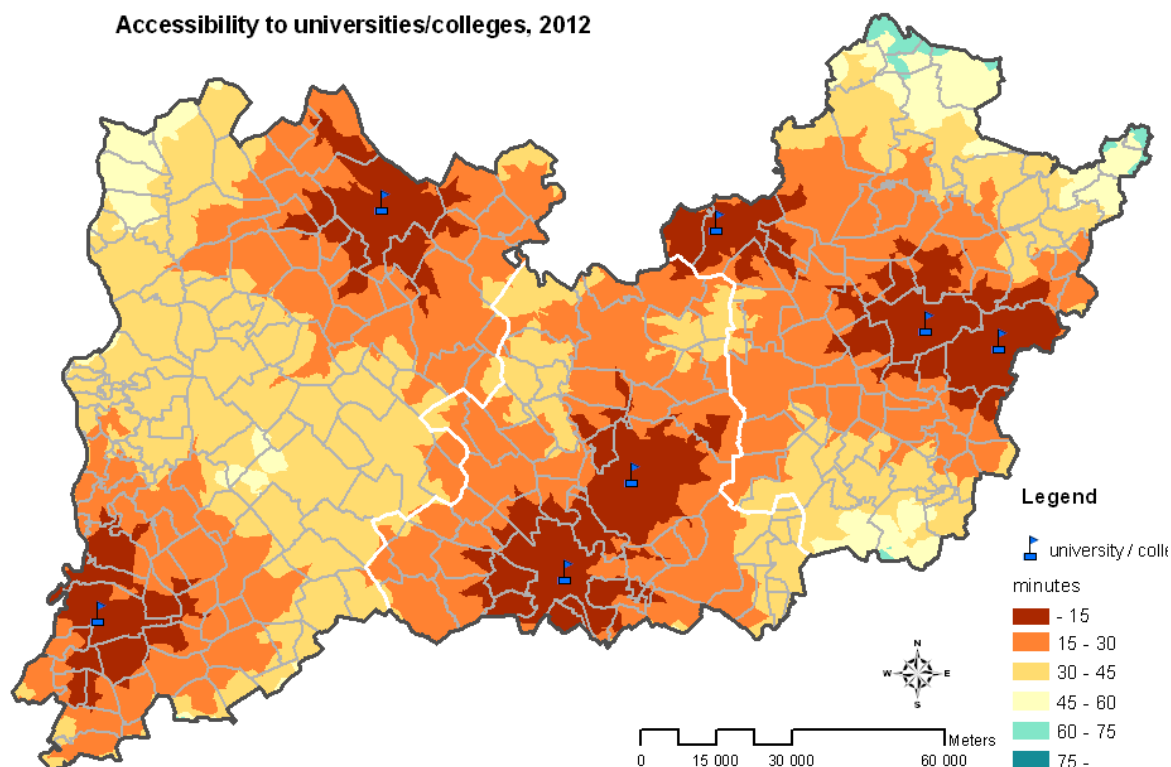 Accessibility to universities/colleges, 2012
Legend
university / colle
minutes
- 15
15 - 30
30 - 45
45 - 60
60 - 75
75 -
N
W E
S
Meters
0 15 000 30 000 60 000